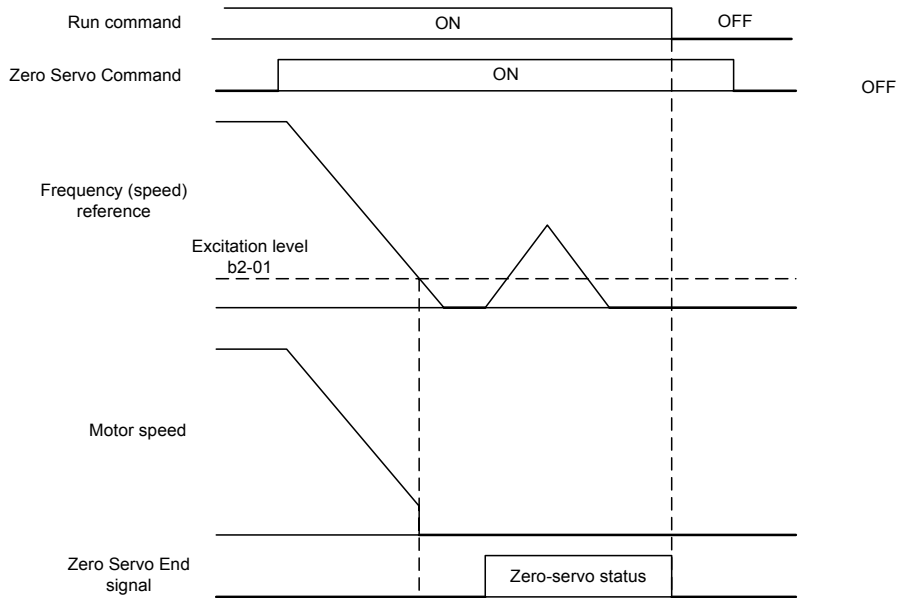 Run command
ON
OFF
Zero Servo Command
ON
OFF
Frequency (speed)
reference
Excitation level
b2-01
Motor speed
Zero Servo End
signal
Zero-servo status